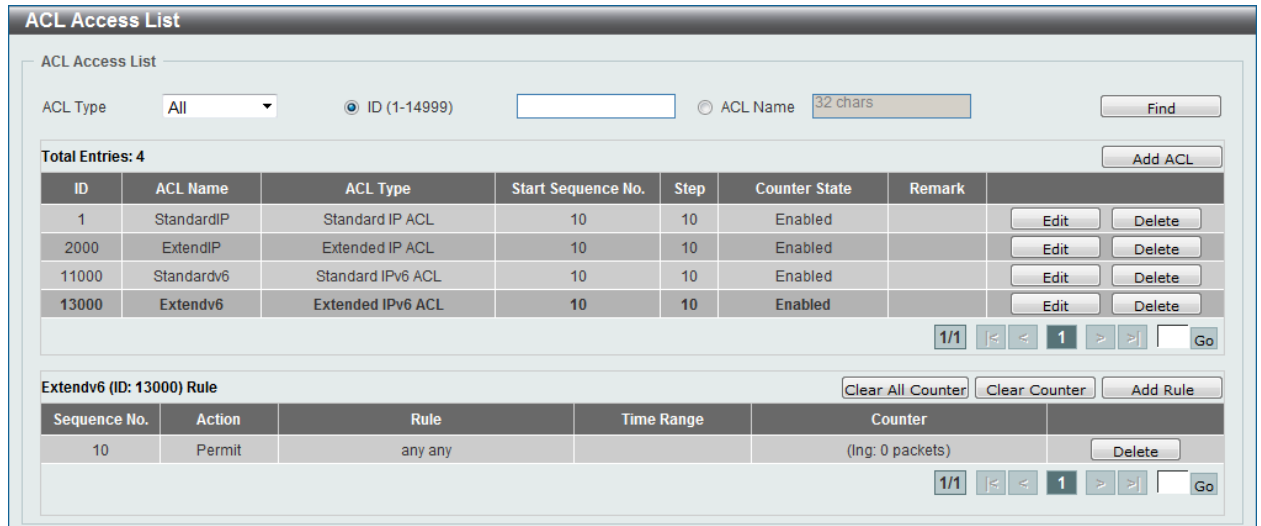 ACL Access List
ACL Access List
ACL Type All ID (1-14999) ACL Name 32 chars Find
Total Entries: 4 Add ACL
ID ACL Name ACL Type Start Sequence No. Step Counter State Remark
1 StandardIP Standard IP ACL 10 10 Enabled Edit Delete
2000 ExtendIP Extended IP ACL 10 10 Enabled Edit Delete
11000 Standardv6 Standard IPv6 ACL 10 10 Enabled Edit Delete
13000 Extendv6 Extended IPv6 ACL 10 10 Enabled Edit Delete
1/1 |< < 1 > >| Go
Extendv6 (ID: 13000) Rule Clear All Counter Clear Counter Add Rule
Sequence No. Action Rule Time Range Counter
10 Permit any any (Ing: 0 packets) Delete
1/1 |< < 1 > >| Go